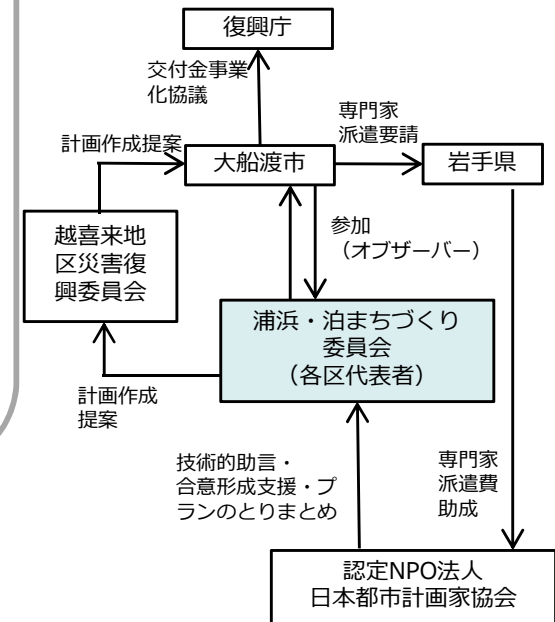 復興庁
交付金事業
化協議
専門家
派遣要請
計画作成提案
大船渡市
岩手県
越喜来地
区災害復
興委員会
参加
（オブザーバー）
浦浜・泊まちづくり
委員会
（各区代表者）
計画作成
提案
技術的助言・
合意形成支援・プ
ランのとりまとめ
専門家
派遣費
助成
認定NPO法人
日本都市計画家協会